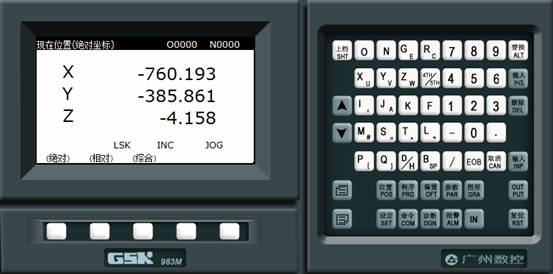 现在位置(绝对坐标) O0000 N0000
X -760.193
Y -385.861
Z -4.158
LSK INC JOG
(绝对) (相对) (综合)
GSK 983M
上档 SHT O N G E R C 7 8 9 替换 ALT
X U Y V Z W 4TH/5TH 4 5 6 插入 INS
I, J A K F 1 2 3 删除 DEL
M # S = T * L + - 0 .
P [ Q ] D/H B SP / EOB 取消 CAN 输入 INP
位置 POS 程序 PRG 偏置 OFT 参数 PAR 图形 GRA OUT PUT
设定 SET 命令 COM 诊断 DGN 报警 ALM IN 复位 RST
广州数控